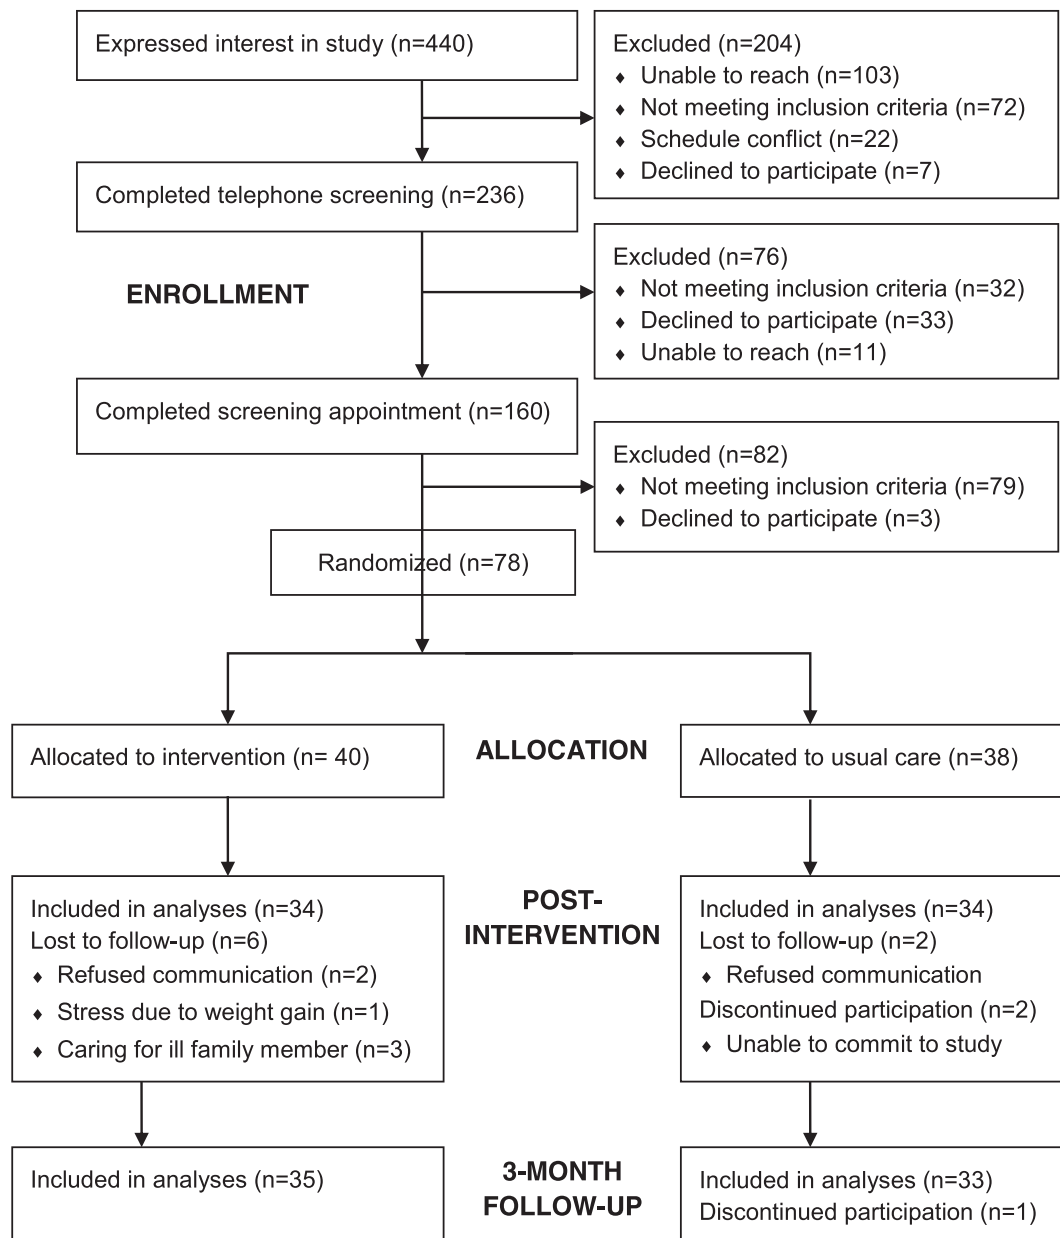 Expressed interest in study (n=440)
Excluded (n=204)
♦ Unable to reach (n=103)
♦ Not meeting inclusion criteria (n=72)
♦ Schedule conflict (n=22)
♦ Declined to participate (n=7)
Completed telephone screening (n=236)
Excluded (n=76)
♦ Not meeting inclusion criteria (n=32)
♦ Declined to participate (n=33)
♦ Unable to reach (n=11)
ENROLLMENT
Completed screening appointment (n=160)
Excluded (n=82)
♦ Not meeting inclusion criteria (n=79)
♦ Declined to participate (n=3)
Randomized (n=78)
Allocated to intervention (n= 40)
ALLOCATION
Allocated to usual care (n=38)
Included in analyses (n=34)
Lost to follow-up (n=6)
♦ Refused communication (n=2)
♦ Stress due to weight gain (n=1)
♦ Caring for ill family member (n=3)
POST-
INTERVENTION
Included in analyses (n=34)
Lost to follow-up (n=2)
♦ Refused communication
Discontinued participation (n=2)
♦ Unable to commit to study
Included in analyses (n=35)
3-MONTH
FOLLOW-UP
Included in analyses (n=33)
Discontinued participation (n=1)